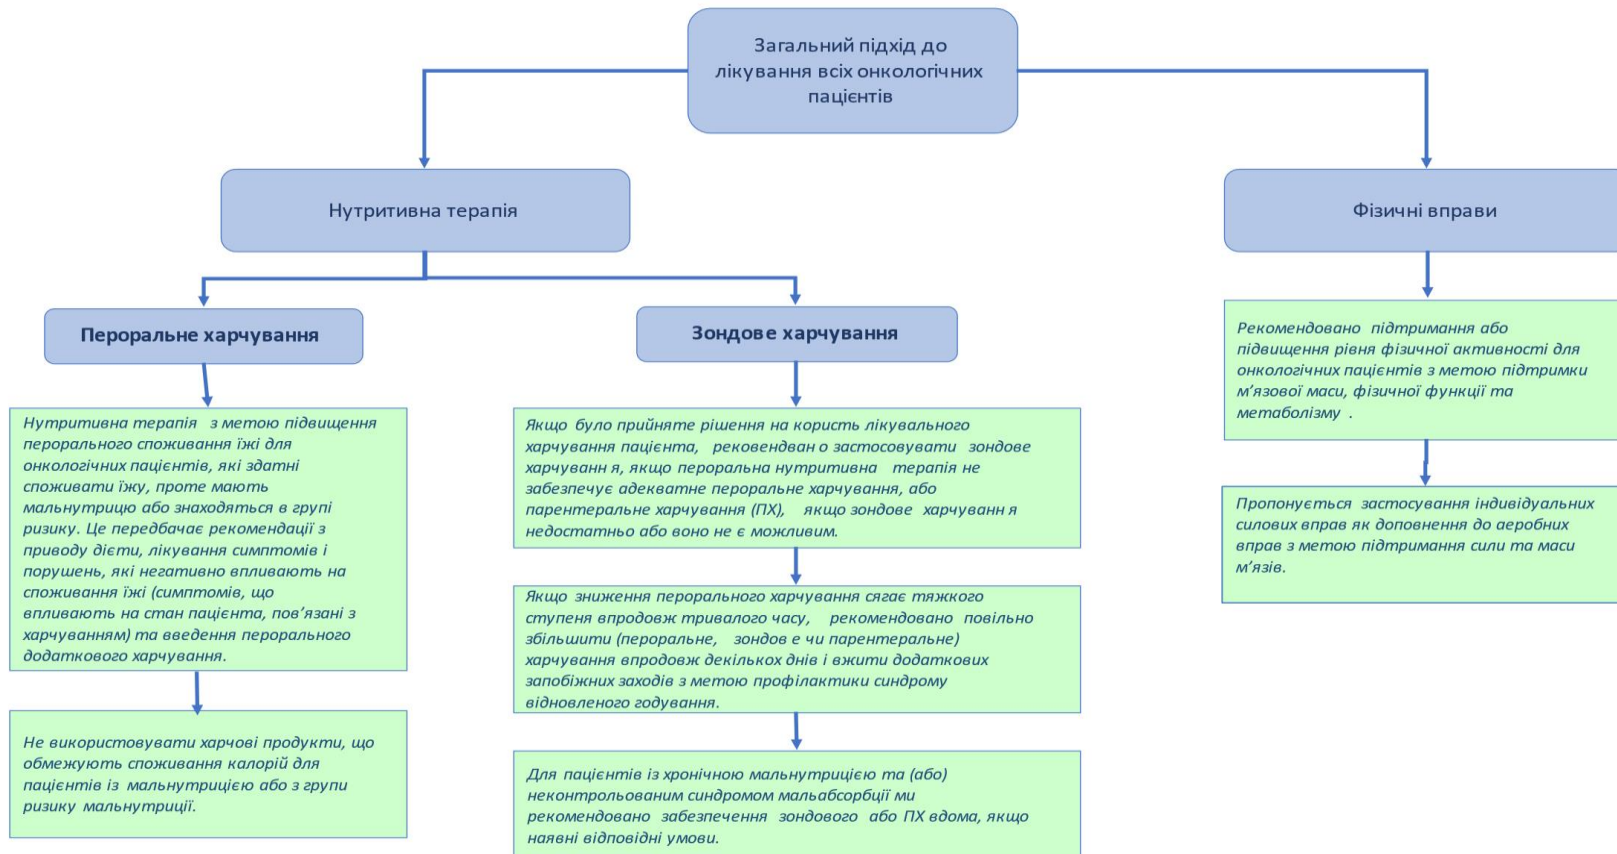 Загальний підхід до
лікування всіх онкологічних
пацієнтів
Нутритивна терапія
Фізичні вправи
Пероральне харчування
Зондове харчування
Нутритивна терапія з метою підвищення
перорального споживання їжі для
онкологічних пацієнтів, які здатні
споживати їжу, проте мають
мальнутрицю або знаходяться в групі
ризику. Це передбачає рекомендації з
приводу дієти, лікування симптомів і
порушень, які негативно впливають на
споживання їжі (симптомів, що
впливають на стан пацієнта, пов’язані з
харчуванням) та введення перорального
додаткового харчування.
Не використовувати харчові продукти, що
обмежують споживання калорій для
пацієнтів із мальнутрицією або з групи
ризику мальнутриції.
Якщо було прийняте рішення на користь лікувального
харчування пацієнта, рековендван о застосовувати зондове
харчуванн я, якщо пероральна нутритивна терапія не
забезпечує адекватне пероральне харчування, або
парентеральне харчування (ПХ), якщо зондове харчуванн я
недостатньо або воно не є можливим.
Якщо зниження перорального харчування сягає тяжкого
ступеня впродовж тривалого часу, рекомендовано повільно
збільшити (пероральне, зондов е чи парентеральне)
харчування впродовж декількох днів і вжити додаткових
запобіжних заходів з метою профілактики синдрому
відновленого годування.
Для пацієнтів із хронічною мальнутрицією та (або)
неконтрольованим синдромом мальабсорбції ми
рекомендовано забезпечення зондового або ПХ вдома, якщо
наявні відповідні умови.
Рекомендовано підтримання або
підвищення рівня фізичної активності для
онкологічних пацієнтів з метою підтримки
м’язової маси, фізичної функції та
метаболізму .
Пропонується застосування індивідуальних
силових вправ як доповнення до аеробних
вправ з метою підтримання сили та маси
м’язів.